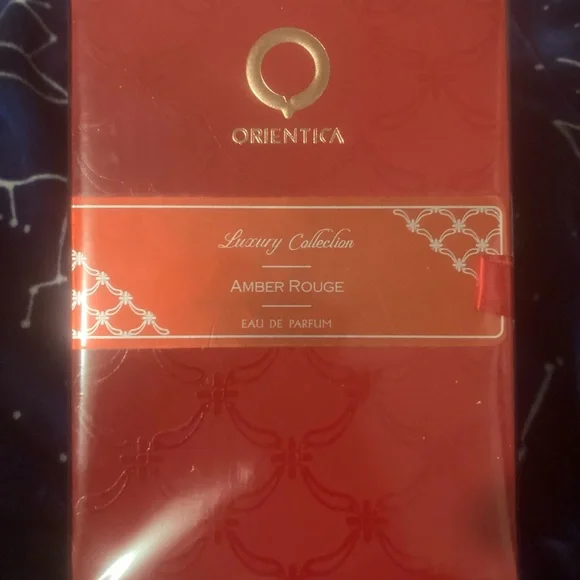 ORIENTICA
Luxury Collection
AMBER ROUGE
EAU DE PARFUM